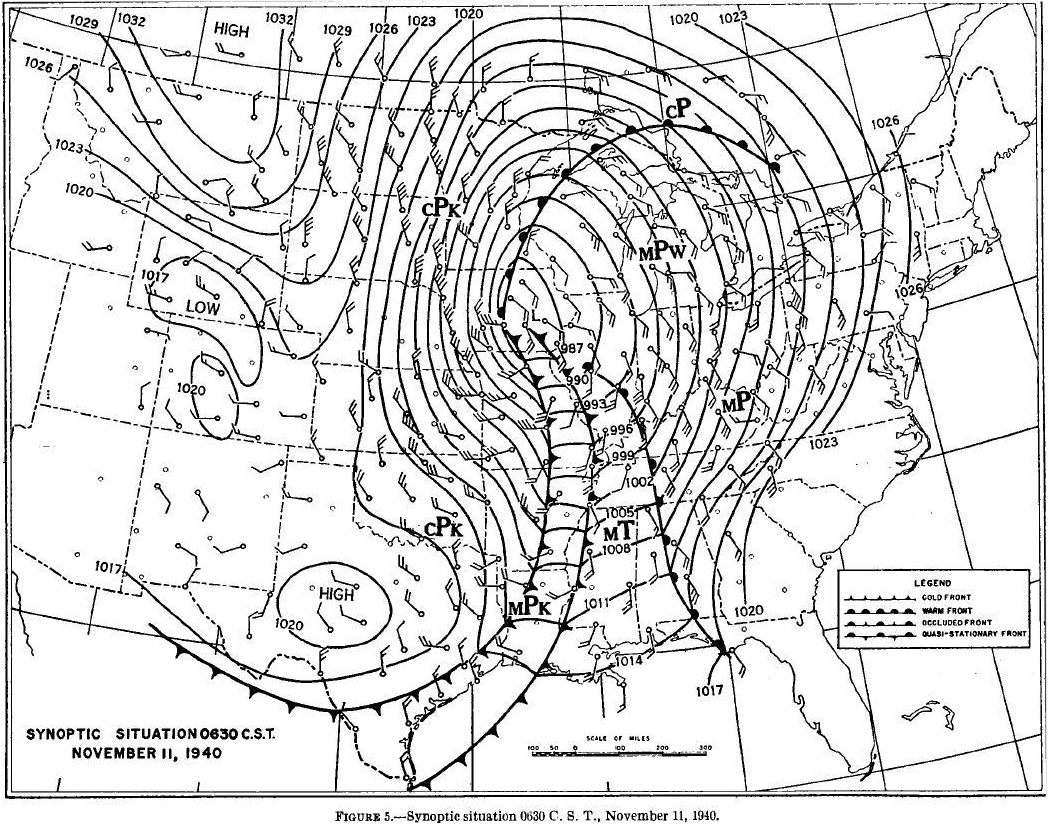 1029 1032 HIGH 1032 1029 1026 1023 1020 1020 1023
1026
1023
1020
1026
cP
cPK
MPW
1017
LOW
1026
1020
987
990
993
996
999
1002
1005
1008
MP
1023
cPK
MT
1017
HIGH
1020
MPK
1011
1014
1020
1017
LEGEND
COLD FRONT
WARM FRONT
OCCLUDED FRONT
QUASI-STATIONARY FRONT
SYNOPTIC SITUATION 0630 C.S.T.
NOVEMBER 11, 1940
SCALE OF MILES
100 50 0 100 200 300
FIGURE 5.—Synoptic situation 0630 C. S. T., November 11, 1940.